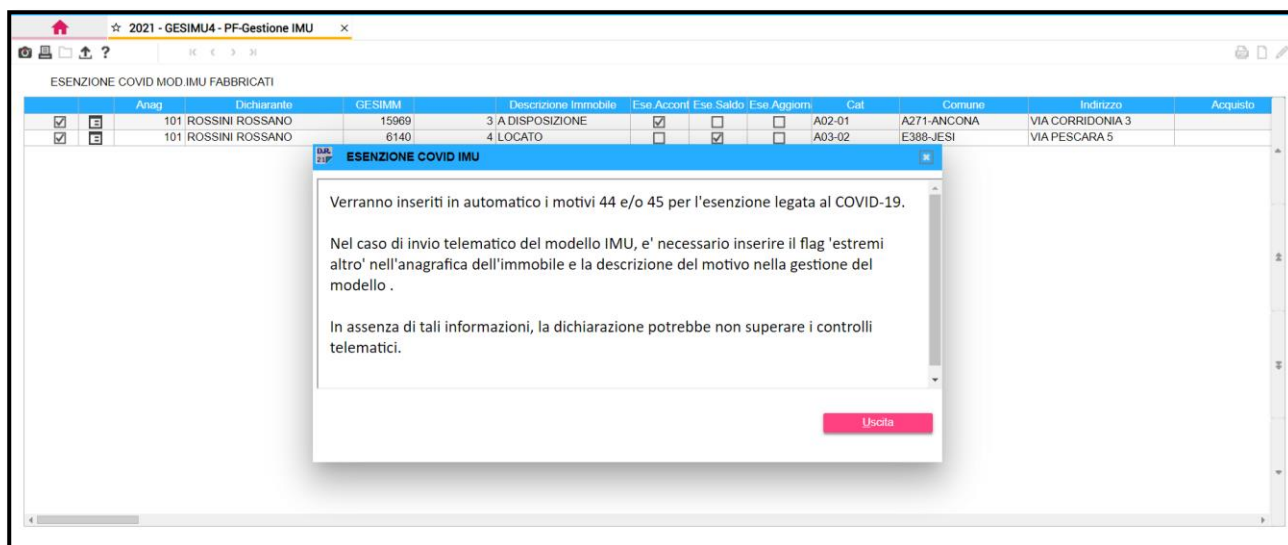 ☆ 2021 - GESIMU4 - PF-Gestione IMU ×
?
ESENZIONE COVID MOD.IMU FABBRICATI
Anag Dichiarante GESIMM Descrizione Immobile Ese.Accont Ese.Saldo Ese.Aggiorn Cat Comune Indirizzo Acquisto
101 ROSSINI ROSSANO 15969 3 A DISPOSIZIONE A02-01 A271-ANCONA VIA CORRIDONIA 3
101 ROSSINI ROSSANO 6140 4 LOCATO A03-02 E388-JESI VIA PESCARA 5
ESENZIONE COVID IMU
Verranno inseriti in automatico i motivi 44 e/o 45 per l'esenzione legata al COVID-19.
Nel caso di invio telematico del modello IMU, e' necessario inserire il flag 'estremi
altro' nell'anagrafica dell'immobile e la descrizione del motivo nella gestione del
modello .
In assenza di tali informazioni, la dichiarazione potrebbe non superare i controlli
telematici.
Uscita